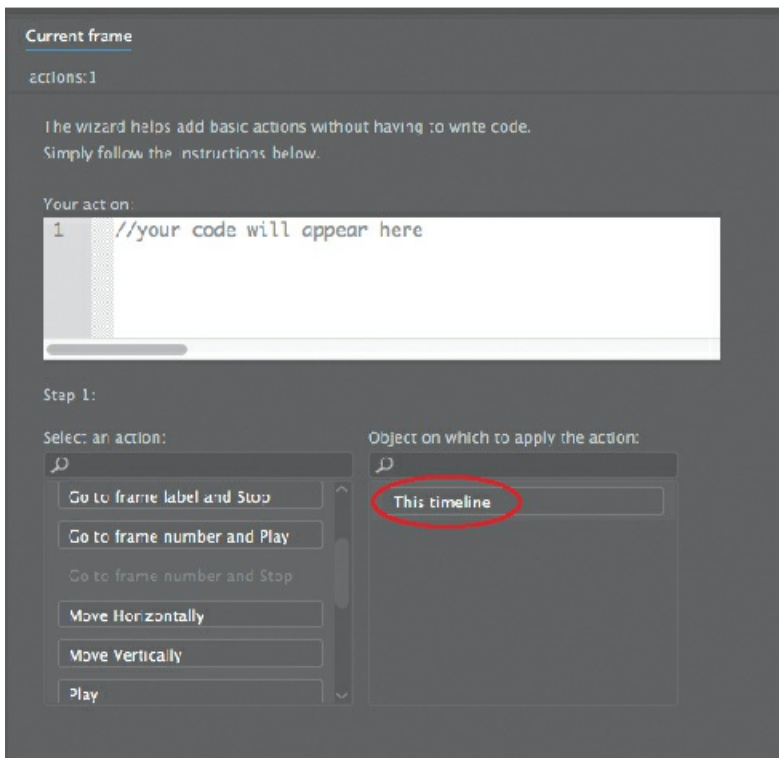 Current frame
actions:1
The wizard helps add basic actions without having to write code.
Simply follow the instructions below.
Your action:
1 //your code will appear here
Step 1:
Select an action:
Object on which to apply the action:
Go to frame label and Stop
Go to frame number and Play
Go to frame number and Stop
Move Horizontally
Move Vertically
Play
This timeline